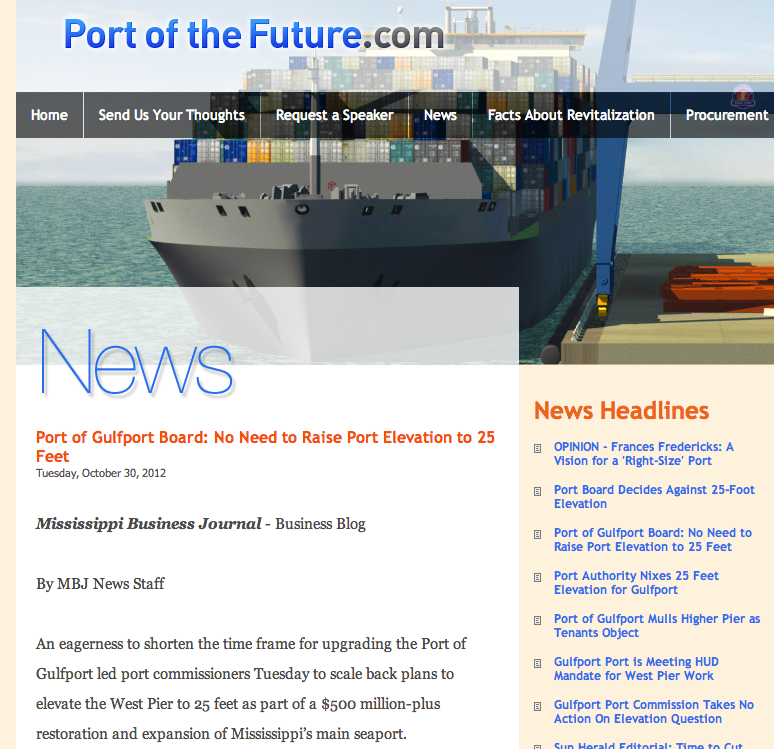 Port of the Future.com
Home
Send Us Your Thoughts
Request a Speaker
News
Facts About Revitalization
Procurement
News
Port of Gulfport Board: No Need to Raise Port Elevation to 25
Feet
Tuesday, October 30, 2012
Mississippi Business Journal - Business Blog
By MBJ News Staff
An eagerness to shorten the time frame for upgrading the Port of
Gulfport led port commissioners Tuesday to scale back plans to
elevate the West Pier to 25 feet as part of a $500 million-plus
restoration and expansion of Mississippi's main seaport.
News Headlines
OPINION - Frances Fredericks: A
Vision for a 'Right-Size' Port
Port Board Decides Against 25-Foot
Elevation
Port of Gulfport Board: No Need to
Raise Port Elevation to 25 Feet
Port Authority Nixes 25 Feet
Elevation for Gulfport
Port of Gulfport Mulls Higher Pier as
Tenants Object
Gulfport Port is Meeting HUD
Mandate for West Pier Work
Gulfport Port Commission Takes No
Action On Elevation Question
Sun Herald Editorial: Time to Cut